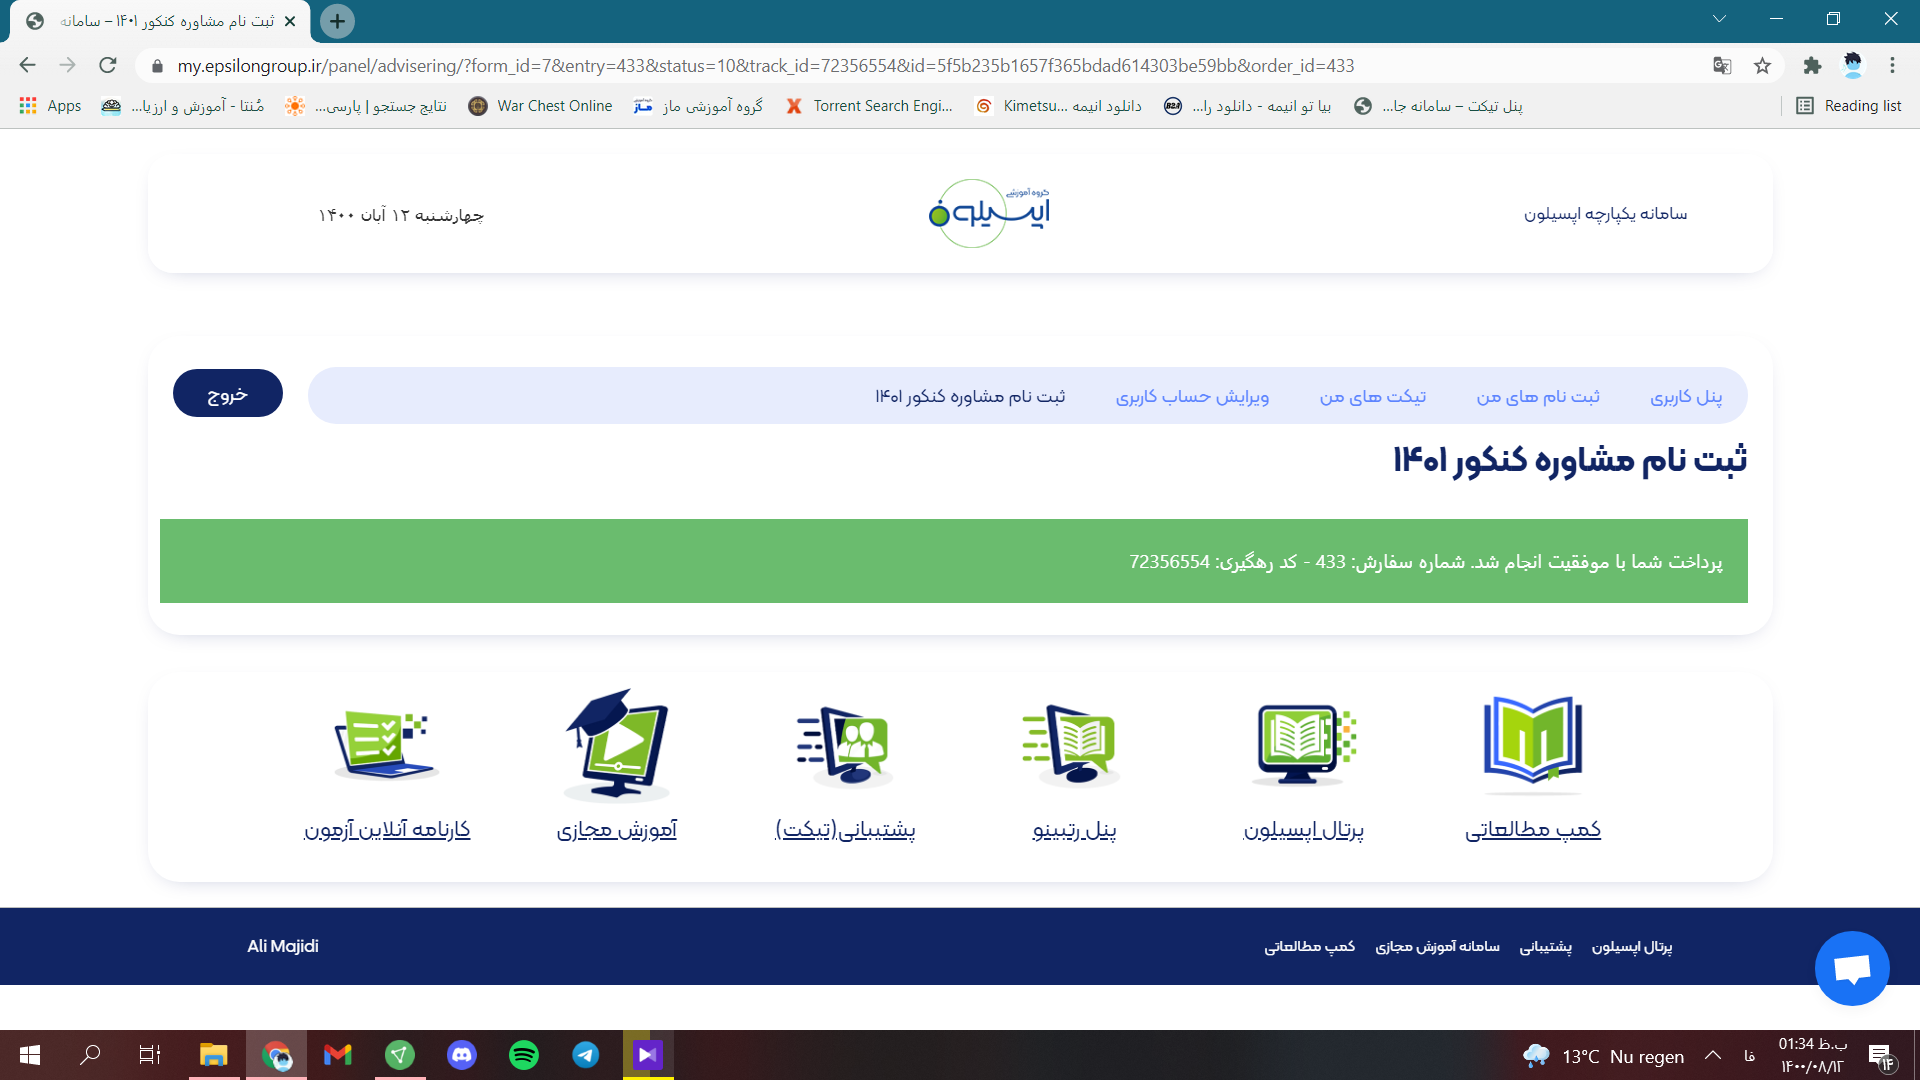 ثبت نام مشاوره کنکور ۱۴۰۱ – سامانه
my.epsilongroup.ir/panel/advisering/?form_id=7&entry=433&status=10&track_id=72356554&id=5f5b235b1657f365bdad614303be59bb&order_id=433
Apps
مُنتا - آموزش و ارزیا...
نتایج جستجو | پارسی...
War Chest Online
گروه آموزشی ماز
Torrent Search Engi...
دانلود انیمه Kimetsu...
بیا تو انیمه - دانلود را...
پنل تیکت – سامانه جا...
Reading list
سامانه یکپارچه اپسیلون
گروه آموزشی
اپسیلون
چهارشنبه ۱۲ آبان ۱۴۰۰
پنل کاربری
ثبت نام های من
تیکت های من
ویرایش حساب کاربری
ثبت نام مشاوره کنکور ۱۴۰۱
خروج
ثبت نام مشاوره کنکور ۱۴۰۱
پرداخت شما با موفقیت انجام شد. شماره سفارش: 433 - کد رهگیری: 72356554
کمپ مطالعاتی
پرتال اپسیلون
پنل رتبینو
پشتیبانی(تیکت)
آموزش مجازی
کارنامه آنلاین آزمون
پرتال اپسیلون
پشتیبانی
سامانه آموزش مجازی
کمپ مطالعاتی
Ali Majidi
13°C Nu regen
فا
01:34 ب.ظ
۱۴۰۰/۰۸/۱۲
۱۴